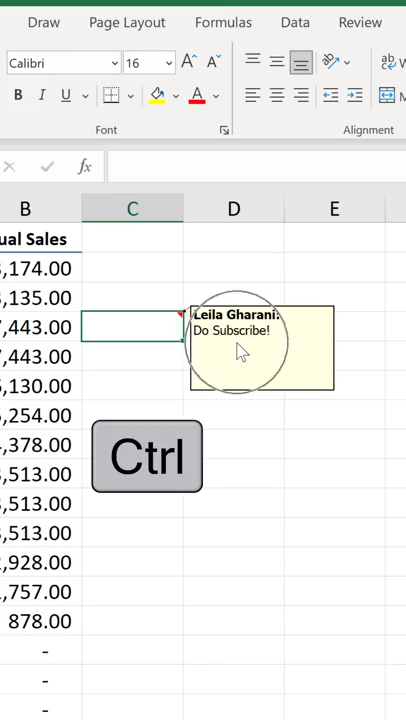 Draw Page Layout Formulas Data Review
Calibri 16 A A
B I U A
Font Alignment
fx
B C D E
ual Sales
,174.00
,135.00
,443.00
,443.00
,130.00
,254.00
,378.00
,513.00
,513.00
,513.00
,928.00
,757.00
878.00
-
-
-
Leila Gharani:
Do Subscribe!
Ctrl